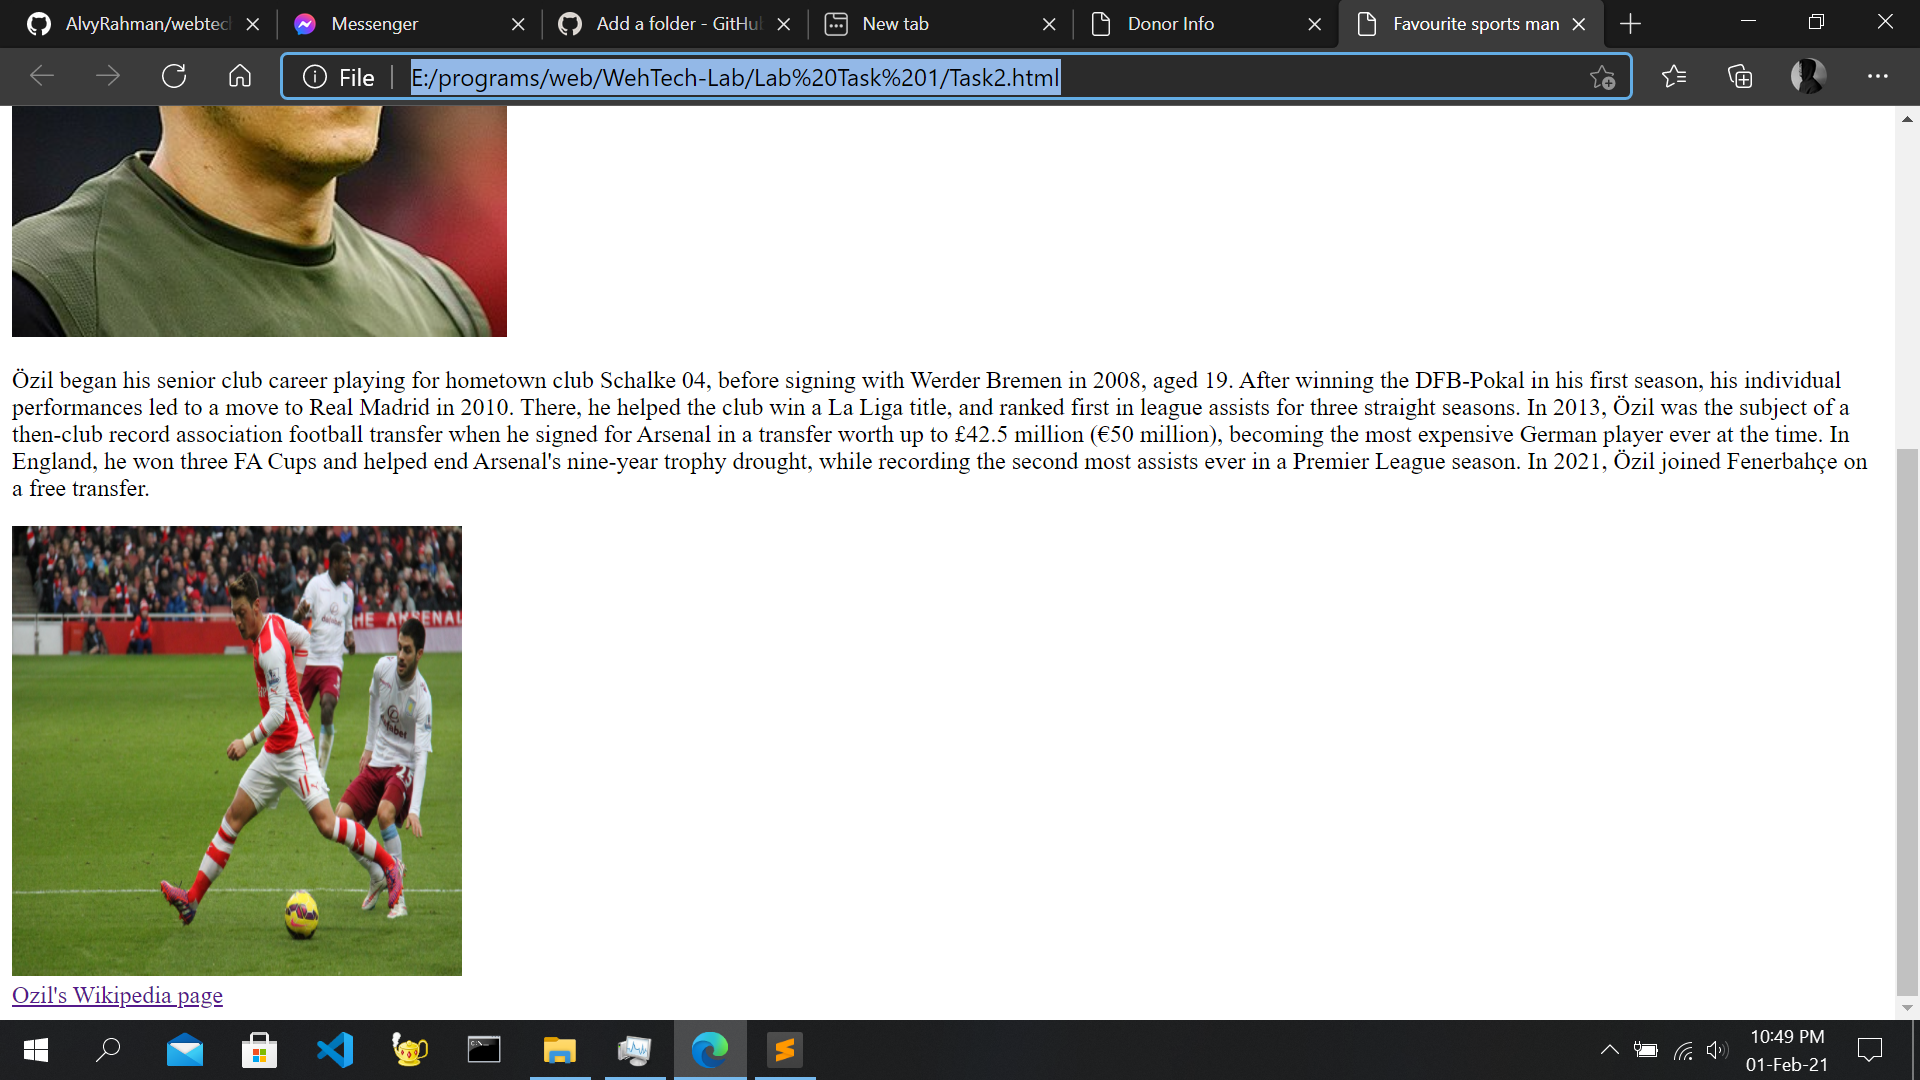 AlvyRahman/webtech
Messenger
Add a folder - GitHub
New tab
Donor Info
Favourite sports man
File
E:/programs/web/WehTech-Lab/Lab%20Task%201/Task2.html
Özil began his senior club career playing for hometown club Schalke 04, before signing with Werder Bremen in 2008, aged 19. After winning the DFB-Pokal in his first season, his individual
performances led to a move to Real Madrid in 2010. There, he helped the club win a La Liga title, and ranked first in league assists for three straight seasons. In 2013, Özil was the subject of a
then-club record association football transfer when he signed for Arsenal in a transfer worth up to £42.5 million (€50 million), becoming the most expensive German player ever at the time. In
England, he won three FA Cups and helped end Arsenal's nine-year trophy drought, while recording the second most assists ever in a Premier League season. In 2021, Özil joined Fenerbahçe on
a free transfer.
HE ARSENAL
11
25
Ozil's Wikipedia page
10:49 PM
01-Feb-21